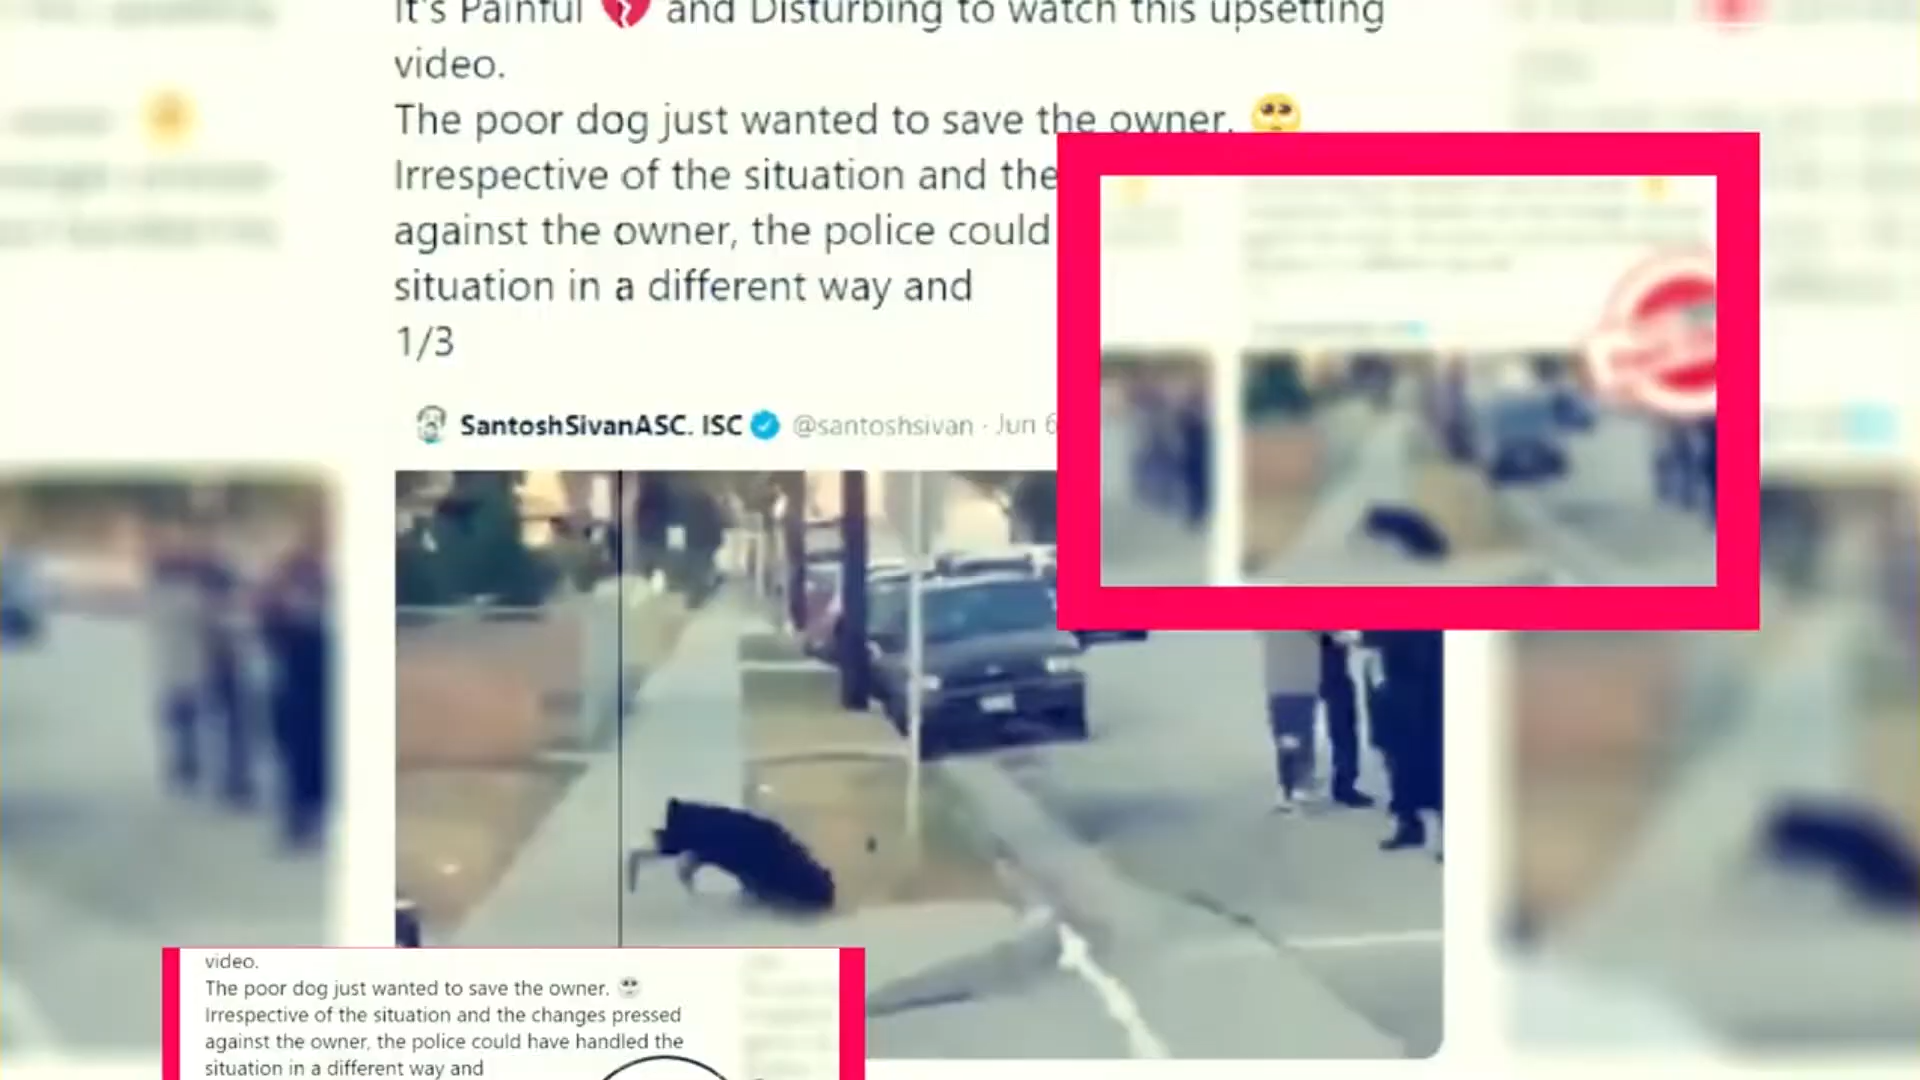 It's Painful 💔 and Disturbing to watch this upsetting
video.
The poor dog just wanted to save the owner. 🥺
Irrespective of the situation and the
against the owner, the police could
situation in a different way and
1/3
SantoshSivanASC. ISC @santoshsivan · Jun 6
video.
The poor dog just wanted to save the owner. 🥺
Irrespective of the situation and the changes pressed
against the owner, the police could have handled the
situation in a different way and